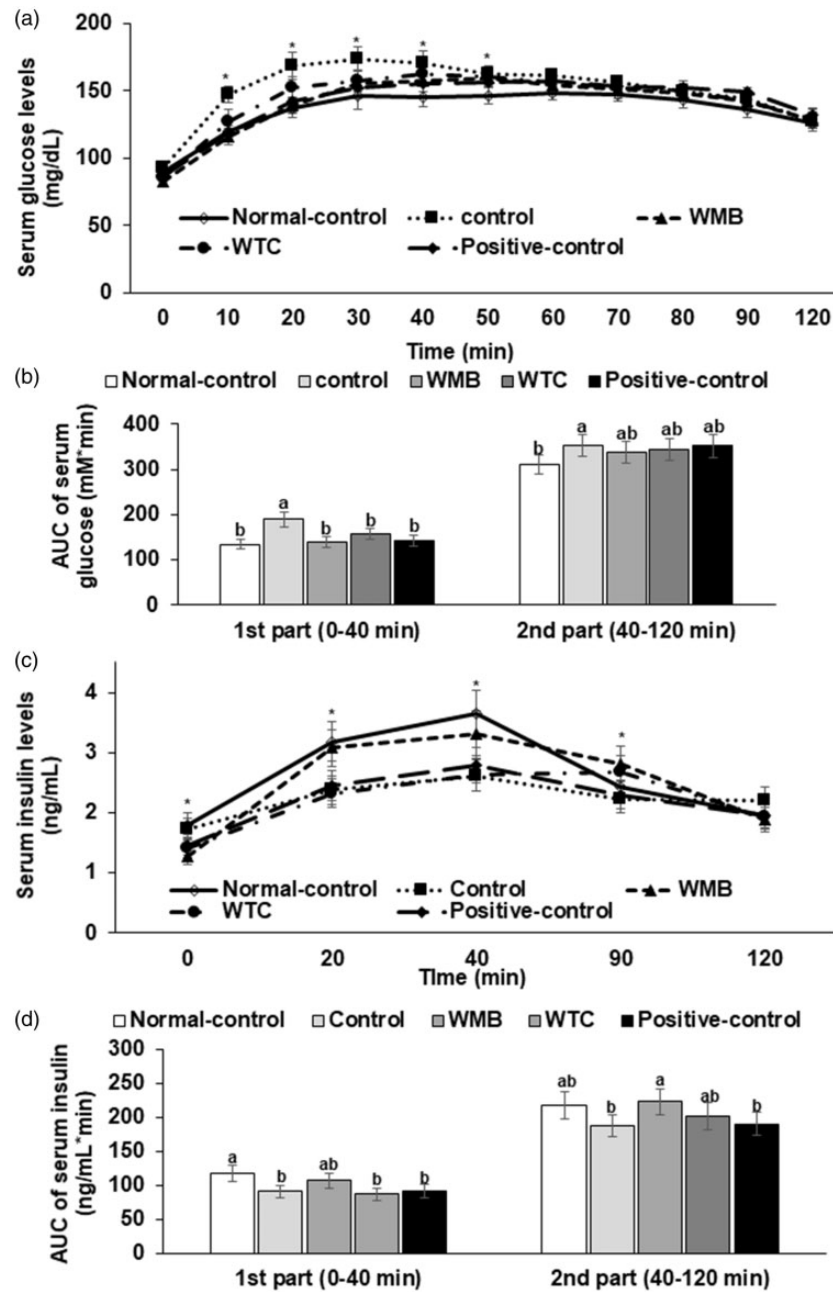 (a)
Serum glucose levels
(mg/dL)
200
150
100
50
0
*
*
*
*
*
Normal-control
control
WMB
WTC
Positive-control
0 10 20 30 40 50 60 70 80 90 120
Time (min)
(b)
Normal-control control WMB WTC Positive-control
AUC of serum
glucose (mM*min)
400
300
200
100
0
b a b b b
b a ab ab ab
1st part (0-40 min) 2nd part (40-120 min)
(c)
Serum insulin levels
(ng/mL)
4
3
2
1
0
*
*
*
*
Normal-control
Control
WMB
WTC
Positive-control
0 20 40 90 120
TIme (min)
(d)
Normal-control Control WMB WTC Positive-control
AUC of serum insulin
(ng/mL*min)
300
250
200
150
100
50
0
a b ab b b
ab b a ab b
1st part (0-40 min) 2nd part (40-120 min)